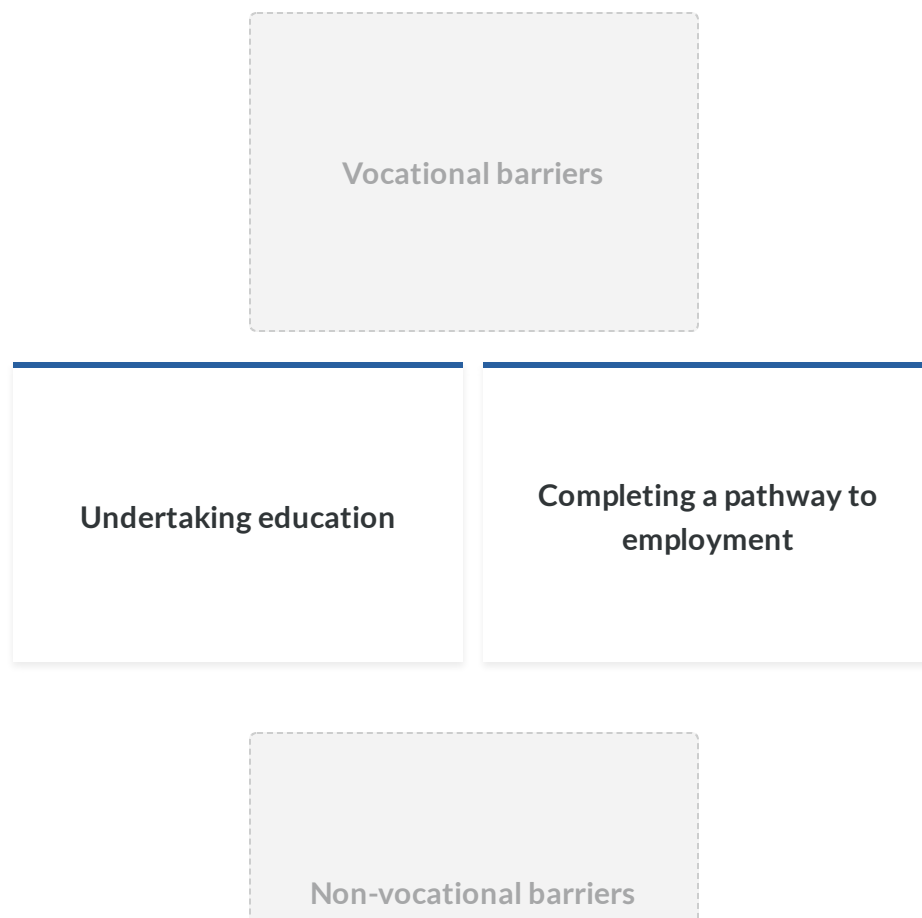 Vocational barriers
Undertaking education
Completing a pathway to
employment
Non-vocational barriers